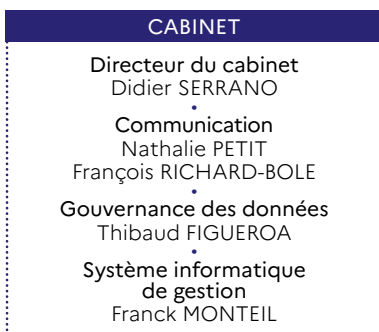 CABINET
Directeur du cabinet
Didier SERRANO
•
Communication
Nathalie PETIT
François RICHARD-BOLE
•
Gouvernance des données
Thibaud FIGUEROA
•
Système informatique
de gestion
Franck MONTEIL